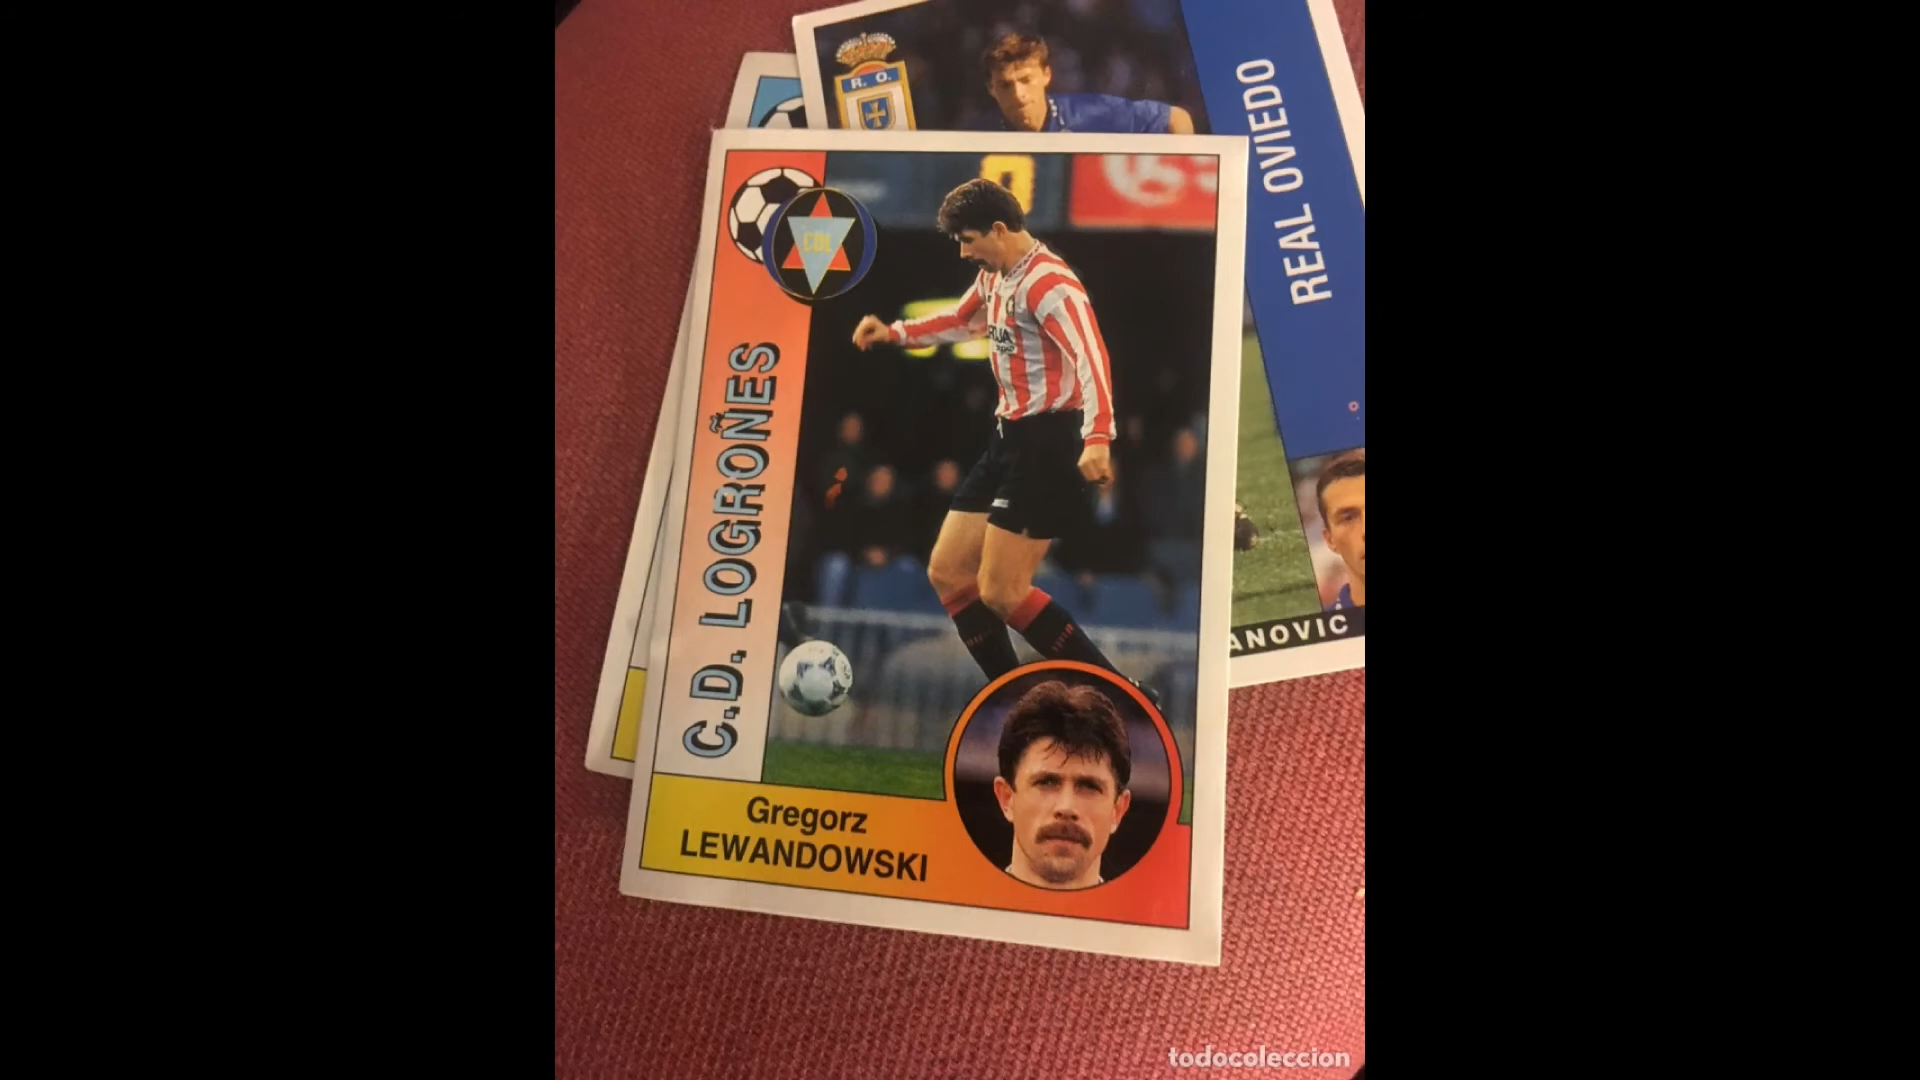 R. O.
REAL OVIEDO
CDL
C.D. LOGROÑES
ANOVIC
Gregorz
LEWANDOWSKI
todocoleccion